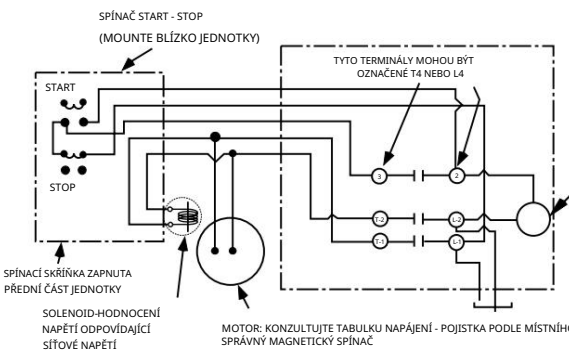 SPÍNAČ START - STOP
(MOUNTE BLÍZKO JEDNOTKY)
TYTO TERMINÁLY MOHOU BÝT
OZNAČENÉ T4 NEBO L4
START
STOP
3
2
T-2
L-2
T-1
L-1
SPÍNACÍ SKŘÍŇKA ZAPNUTA
PŘEDNÍ ČÁST JEDNOTKY
SOLENOID-HODNOCENÍ
NAPĚTÍ ODPOVÍDAJÍCÍ
SÍŤOVÉ NAPĚTÍ
MOTOR: KONZULTUJTE TABULKU NAPÁJENÍ - POJISTKA PODLE MÍSTNÍHO
SPRÁVNÝ MAGNETICKÝ SPÍNAČ